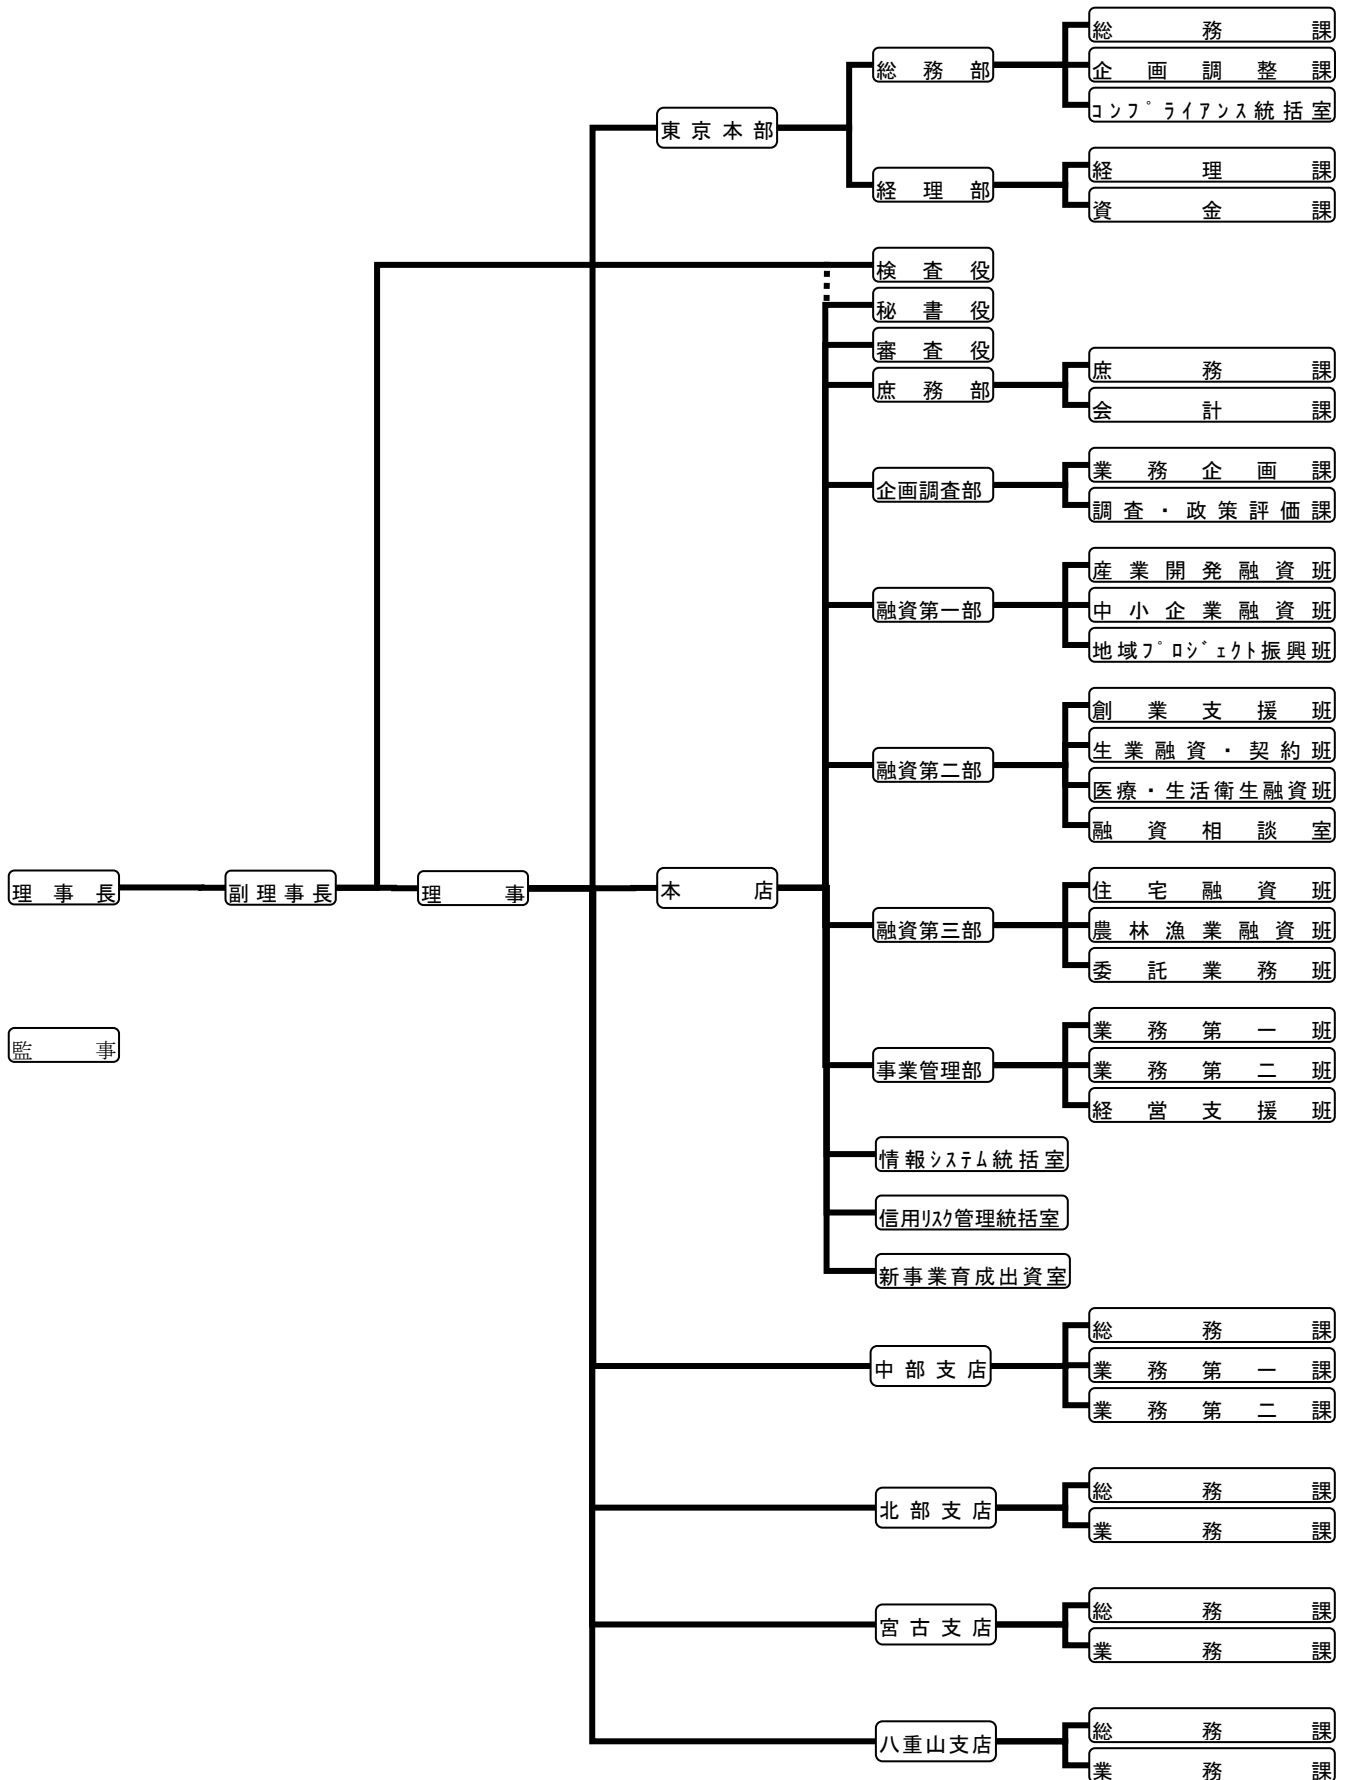 総務課
総務部
企画調整課
コンプライアンス統括室
東京本部
経理課
経理部
資金課
検査役
秘書役
審査役
庶務課
庶務部
会計課
業務企画課
企画調査部
調査・政策評価課
産業開発融資班
融資第一部
中小企業融資班
地域プロジェクト振興班
創業支援班
生業融資・契約班
融資第二部
医療・生活衛生融資班
融資相談室
理事長
副理事長
理事
本店
住宅融資班
融資第三部
農林漁業融資班
委託業務班
監事
業務第一班
事業管理部
業務第二班
経営支援班
情報システム統括室
信用リスク管理統括室
新事業育成出資室
総務課
中部支店
業務第一課
業務第二課
総務課
北部支店
業務課
総務課
宮古支店
業務課
総務課
八重山支店
業務課